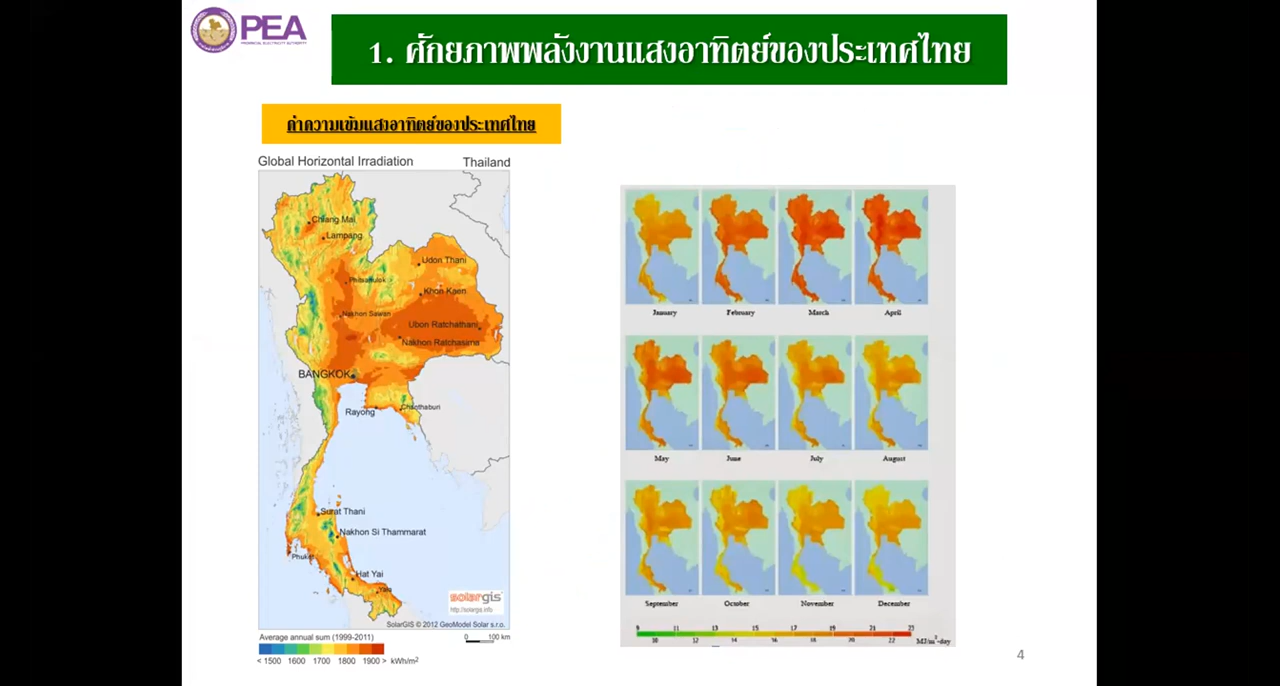 PEA
PROVINCIAL ELECTRICITY AUTHORITY
1. ศักยภาพพลังงานแสงอาทิตย์ของประเทศไทย
ค่าความเข้มแสงอาทิตย์ของประเทศไทย
Global Horizontal Irradiation Thailand
Chiang Mai
Lampang
Udon Thani
Phitsanulok
Khon Kaen
Nakhon Sawan
Ubon Ratchathani
Nakhon Ratchasima
BANGKOK
Rayong
Chanthaburi
Surat Thani
Nakhon Si Thammarat
Phuket
Hat Yai
Yala
solargis
http://solargis.info
SolarGIS © 2012 GeoModel Solar s.r.o.
Average annual sum (1999-2011) 0 100 km
< 1500 1600 1700 1800 1900 > kWh/m²
January February March April
May June July August
September October November December
9 11 13 15 17 19 21 23
10 12 14 16 18 20 22 MJ/m²-day
4